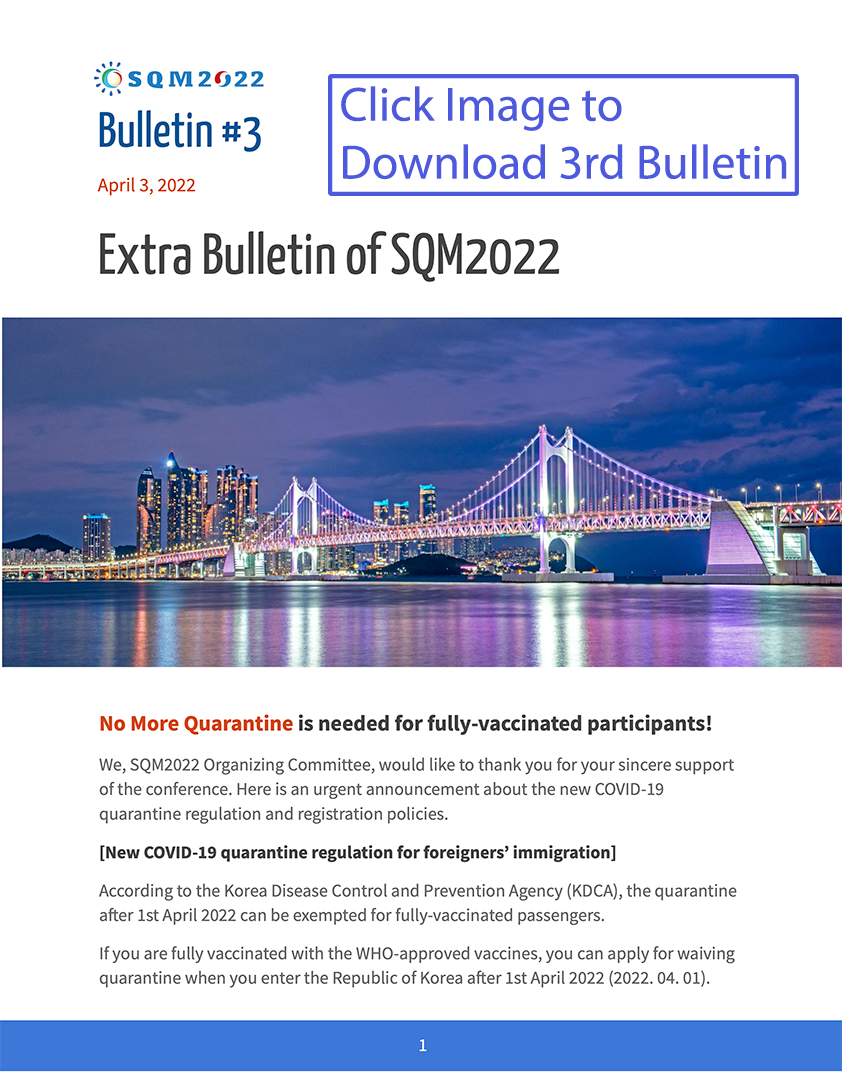 SQM2022
Bulletin #3
Click Image to
Download 3rd Bulletin
April 3, 2022
Extra Bulletin of SQM2022
No More Quarantine is needed for fully-vaccinated participants!
We, SQM2022 Organizing Committee, would like to thank you for your sincere support
of the conference. Here is an urgent announcement about the new COVID-19
quarantine regulation and registration policies.
[New COVID-19 quarantine regulation for foreigners’ immigration]
According to the Korea Disease Control and Prevention Agency (KDCA), the quarantine
after 1st April 2022 can be exempted for fully-vaccinated passengers.
If you are fully vaccinated with the WHO-approved vaccines, you can apply for waiving
quarantine when you enter the Republic of Korea after 1st April 2022 (2022. 04. 01).
1